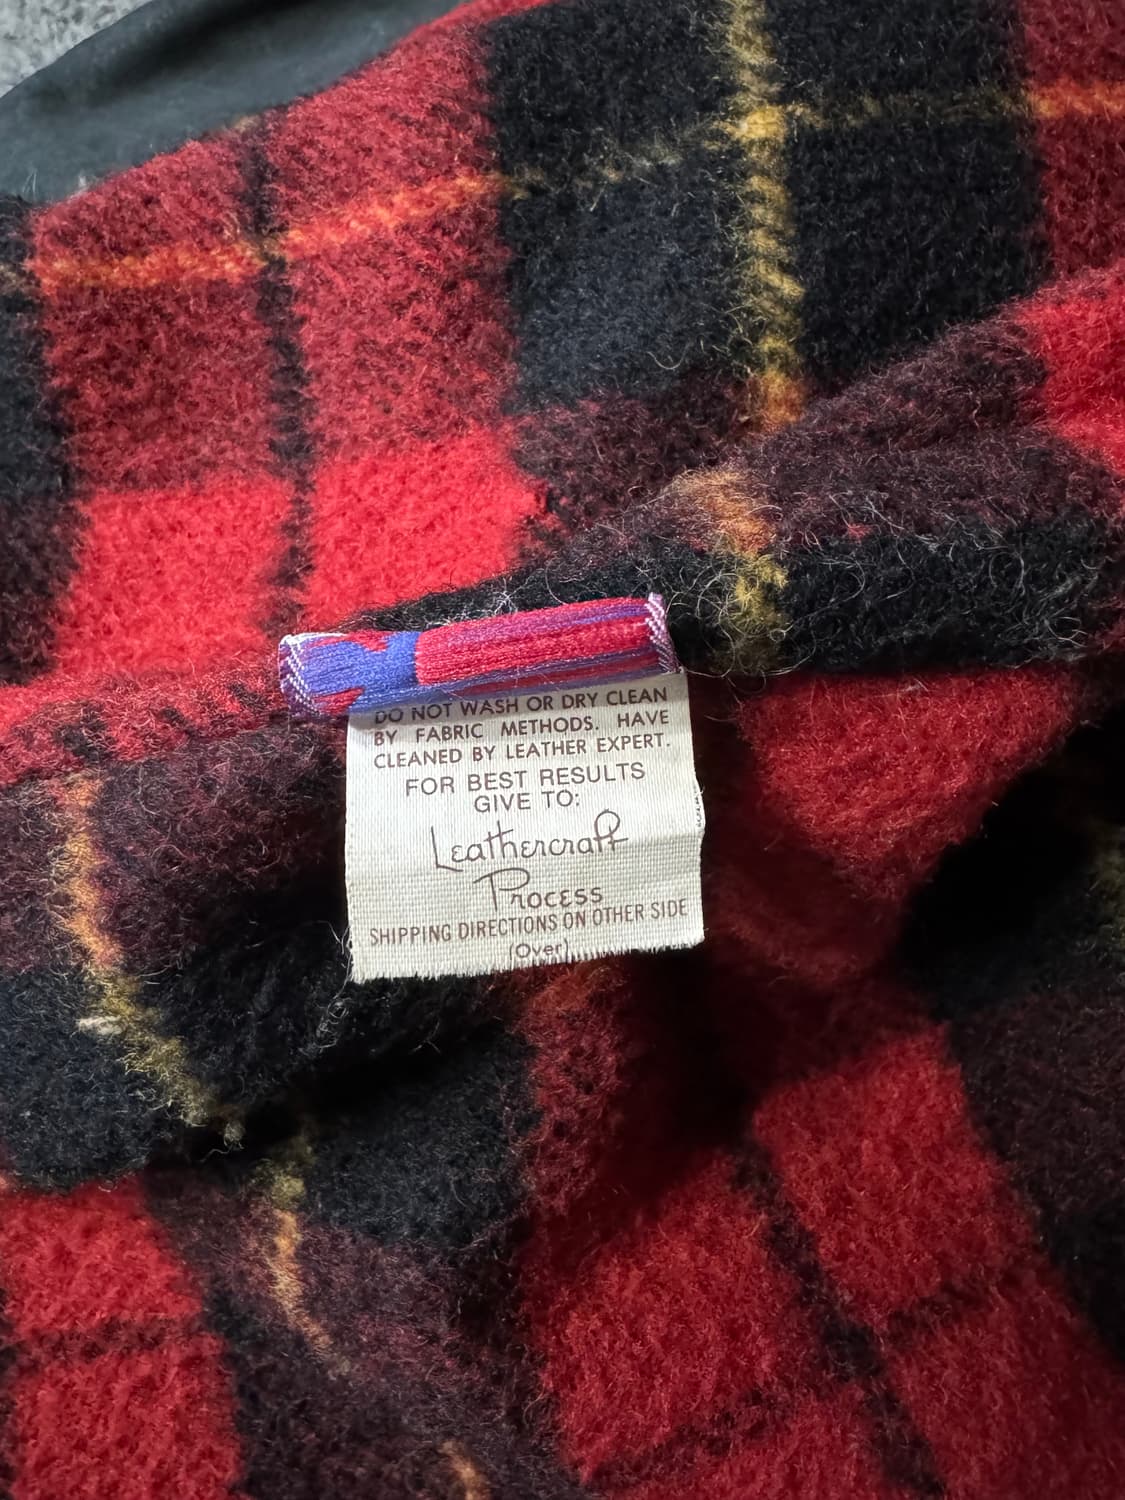 DO NOT WASH OR DRY CLEAN
BY FABRIC METHODS. HAVE
CLEANED BY LEATHER EXPERT.
FOR BEST RESULTS
GIVE TO:
Leathercraft
Process
SHIPPING DIRECTIONS ON OTHER SIDE
(Over)